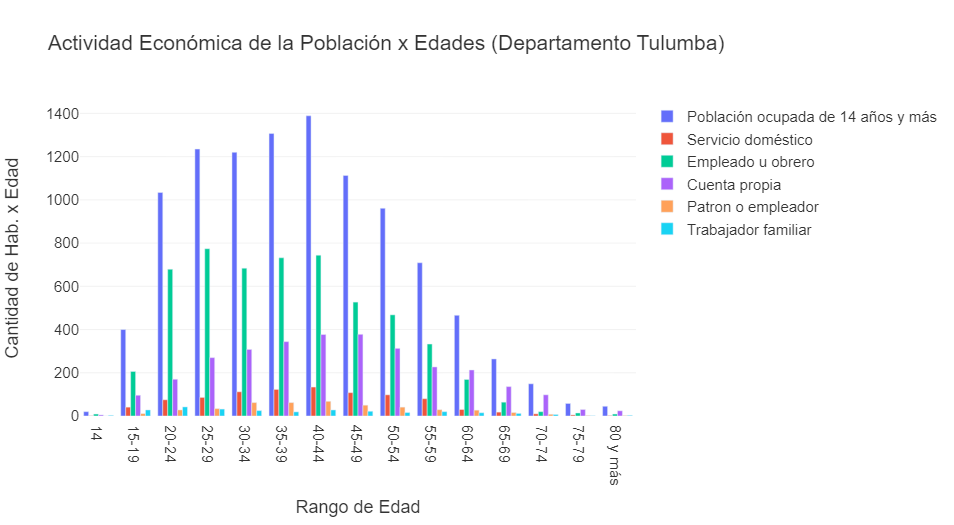 Actividad Económica de la Población x Edades (Departamento Tulumba)
1400
1200
1000
800
600
400
200
0
Cantidad de Hab. x Edad
14
15-19
20-24
25-29
30-34
35-39
40-44
45-49
50-54
55-59
60-64
65-69
70-74
75-79
80 y más
Rango de Edad
Población ocupada de 14 años y más
Servicio doméstico
Empleado u obrero
Cuenta propia
Patron o empleador
Trabajador familiar